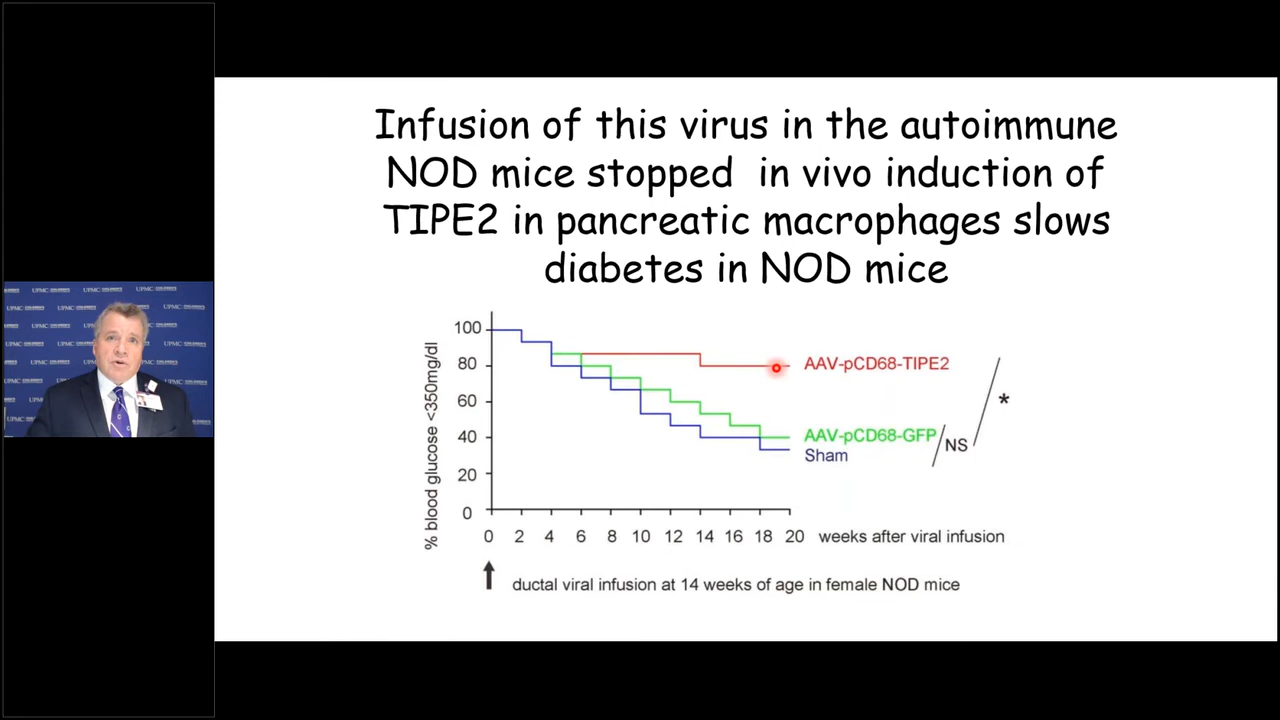 Infusion of this virus in the autoimmune
NOD mice stopped in vivo induction of
TIPE2 in pancreatic macrophages slows
diabetes in NOD mice
% blood glucose <350mg/dl
100
80
60
40
20
0
AAV-pCD68-TIPE2
*
AAV-pCD68-GFP
NS
Sham
0 2 4 6 8 10 12 14 16 18 20 weeks after viral infusion
ductal viral infusion at 14 weeks of age in female NOD mice
UPMC